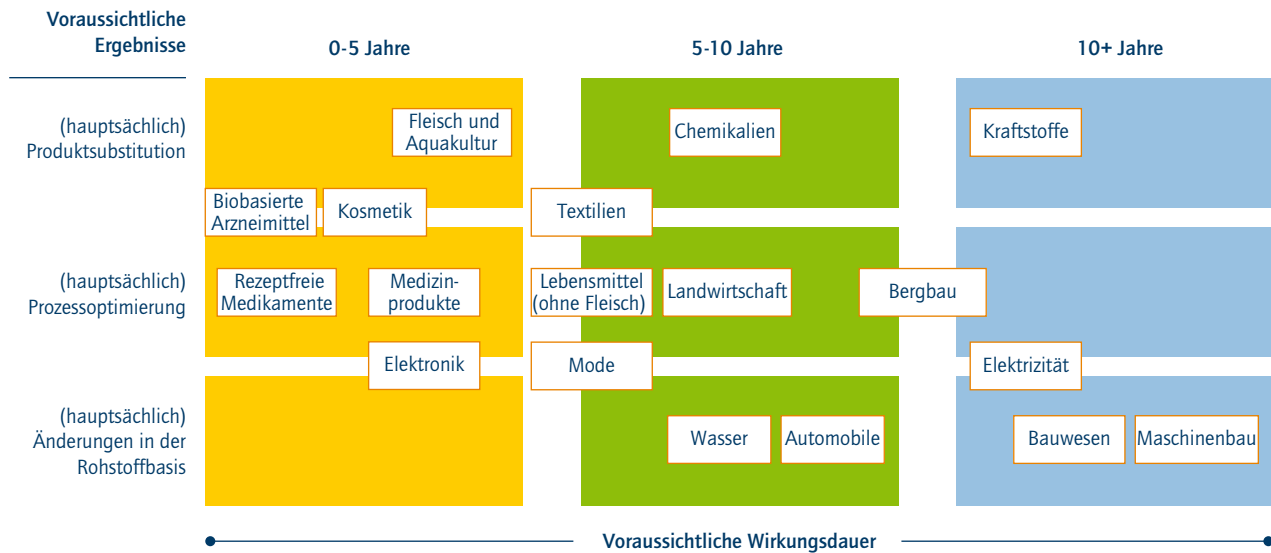 Voraussichtliche
Ergebnisse
0-5 Jahre
5-10 Jahre
10+ Jahre
(hauptsächlich)
Produktsubstitution
Fleisch und
Aquakultur
Chemikalien
Kraftstoffe
Biobasierte
Arzneimittel
Kosmetik
Textilien
(hauptsächlich)
Prozessoptimierung
Rezeptfreie
Medikamente
Medizin-
produkte
Lebensmittel
(ohne Fleisch)
Landwirtschaft
Bergbau
Elektronik
Mode
Elektrizität
(hauptsächlich)
Änderungen in der
Rohstoffbasis
Wasser
Automobile
Bauwesen
Maschinenbau
Voraussichtliche Wirkungsdauer